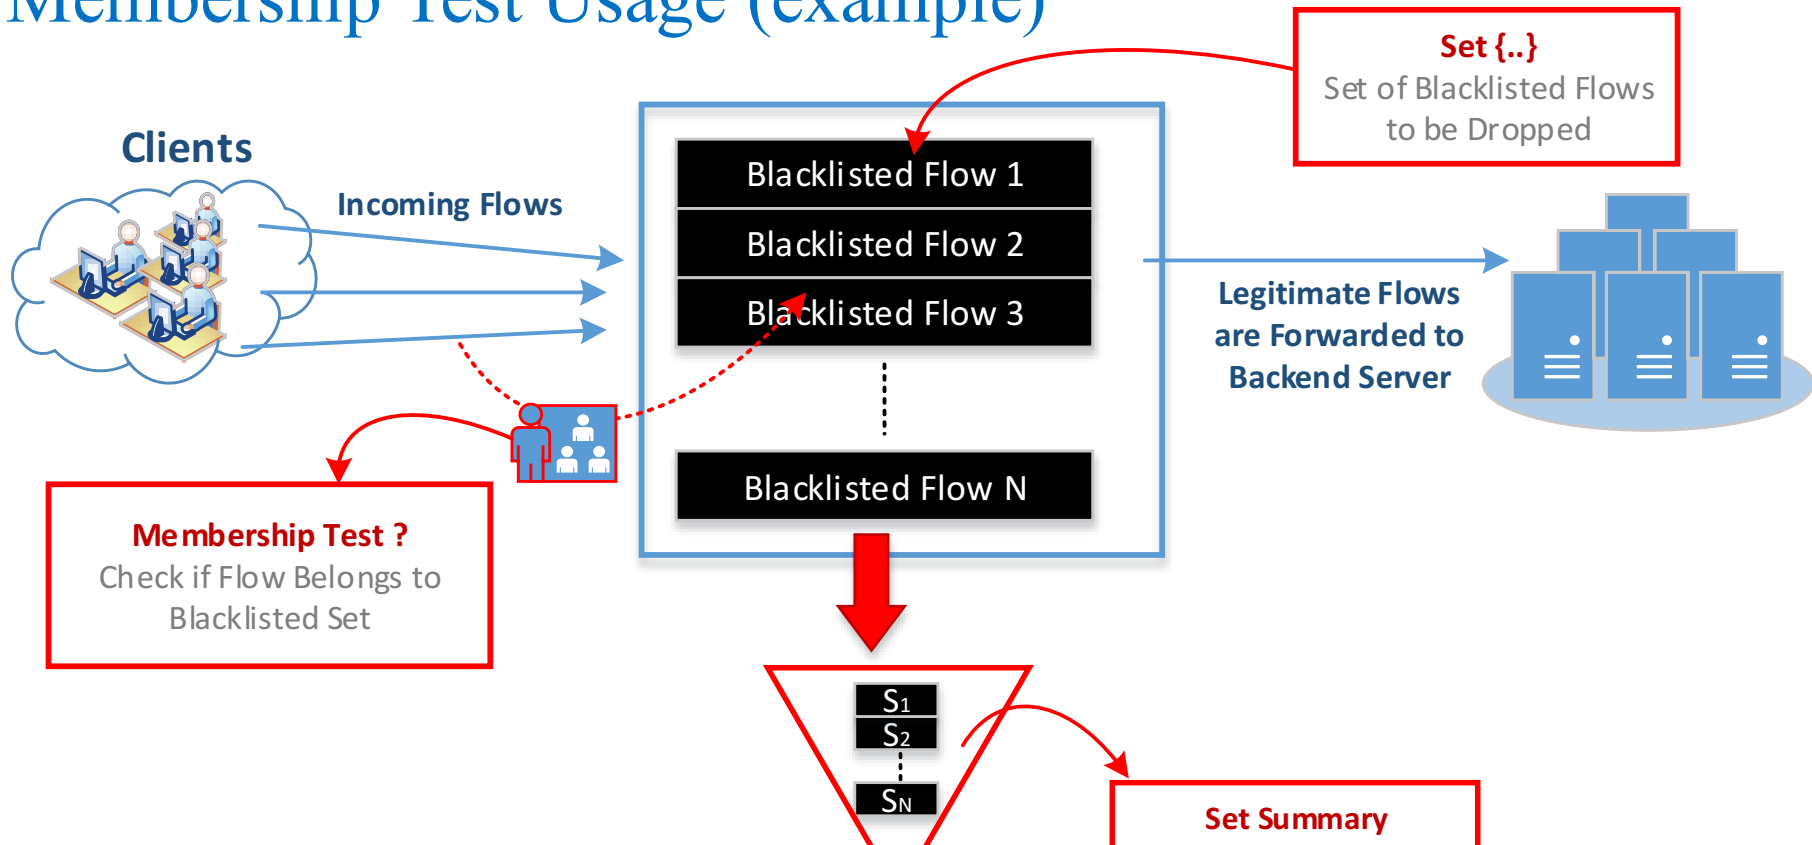 Membership Test Usage (example)
Set {..}
Set of Blacklisted Flows
to be Dropped
Clients
Incoming Flows
Blacklisted Flow 1
Blacklisted Flow 2
Blacklisted Flow 3
Blacklisted Flow N
Legitimate Flows
are Forwarded to
Backend Server
Membership Test ?
Check if Flow Belongs to
Blacklisted Set
S1
S2
SN
Set Summary